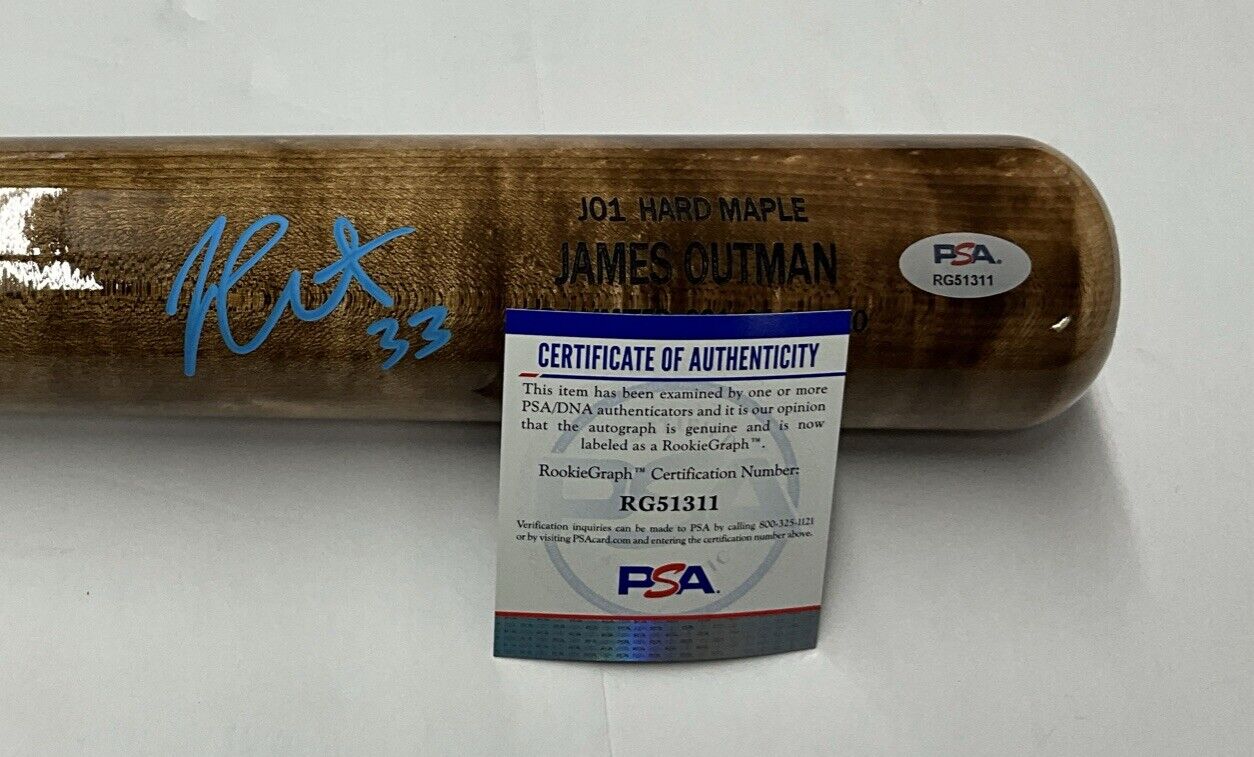 JO1 HARD MAPLE
JAMES OUTMAN
33
PSA.
RG51311
CERTIFICATE OF AUTHENTICITY
This item has been examined by one or more
PSA/DNA authenticators and it is our opinion
that the autograph is genuine and is now
labeled as a RookieGraph™.
RookieGraph™ Certification Number:
RG51311
Verification inquiries can be made to PSA by calling 800-325-1121
or by visiting PSAcard.com and entering the certification number above.
PSA.